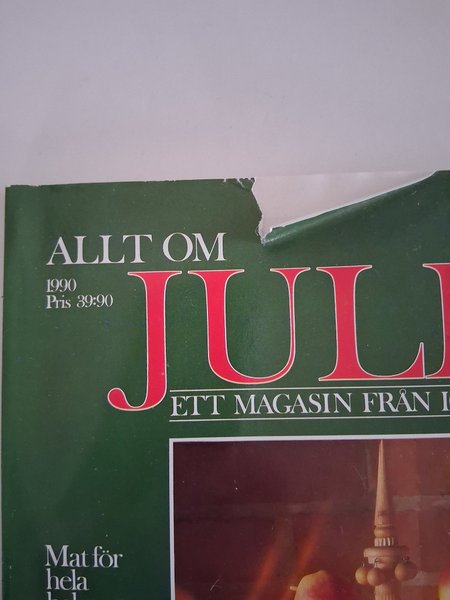 ALLT OM
1990
Pris 39:90
JUL
ETT MAGASIN FRÅN
Mat för
hela